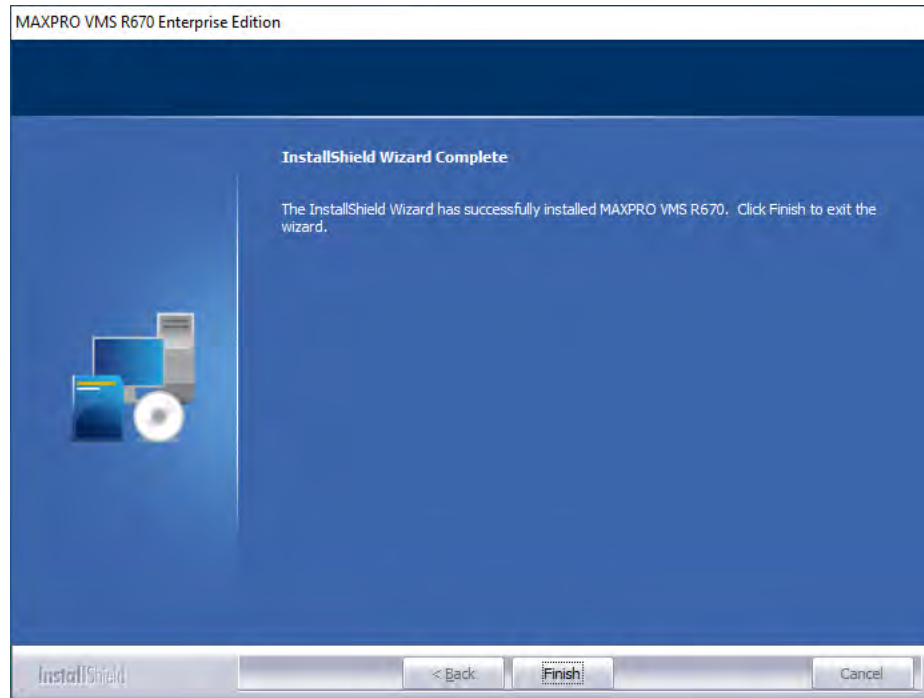 MAXPRO VMS R670 Enterprise Edition
InstallShield Wizard Complete
The InstallShield Wizard has successfully installed MAXPRO VMS R670. Click Finish to exit the
wizard.
InstallShield
< Back
Finish
Cancel